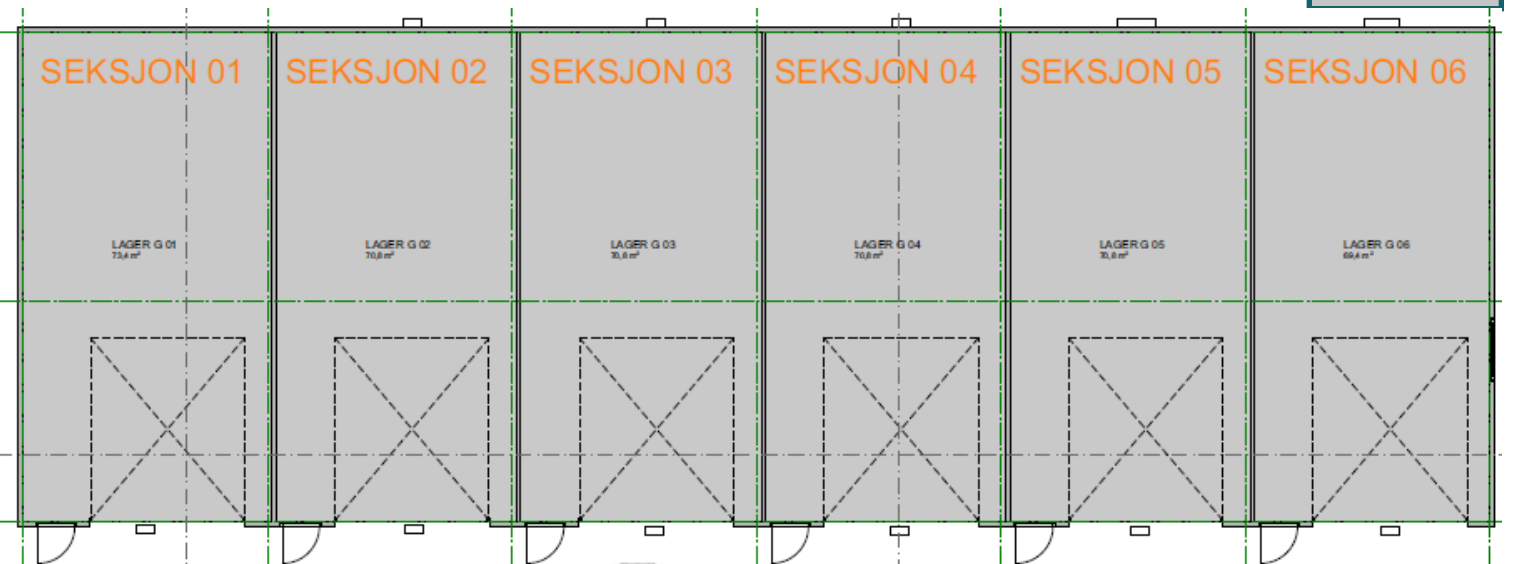 SEKSJON 01
SEKSJON 02
SEKSJON 03
SEKSJON 04
SEKSJON 05
SEKSJON 06
LAGER G 01
73,4 m²
LAGER G 02
70,8 m²
LAGER G 03
70,8 m²
LAGER G 04
70,8 m²
LAGER G 05
70,8 m²
LAGER G 06
69,4 m²